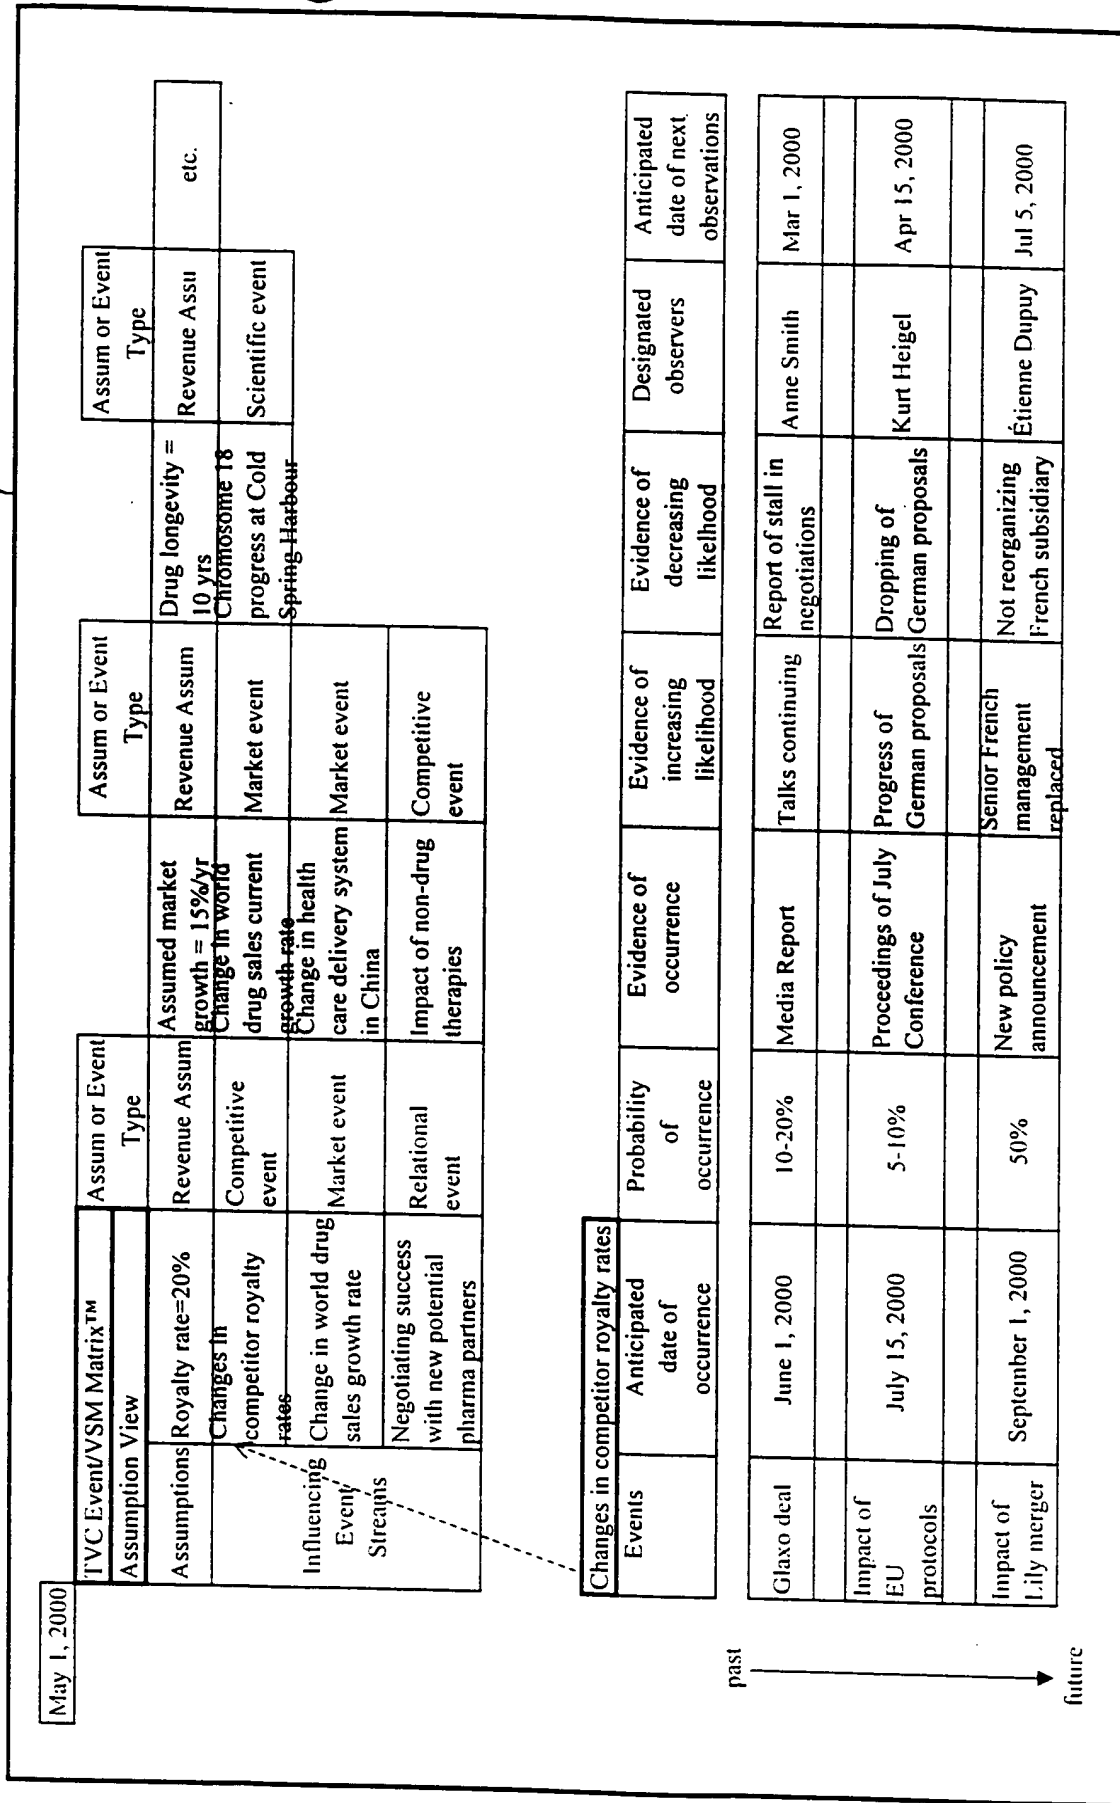 May 1, 2000
TVC Event/VSM Matrix™
Assumption View
Assum or Event
Type
Assum or Event
Type
Assum or Event
Type
Assumptions
Royalty rate=20%
Revenue Assum
Assumed market
growth = 15%/yr
Revenue Assum
Drug longevity =
10 yrs
Revenue Assu
etc.
Influencing
Event
Streams
Changes in
competitor royalty
rates
Competitive
event
Change in world
drug sales current
growth rate
Market event
Chromosome 18
progress at Cold
Spring Harbour
Scientific event
Change in world drug
sales growth rate
Market event
Change in health
care delivery system
in China
Market event
Negotiating success
with new potential
pharma partners
Relational
event
Impact of non-drug
therapies
Competitive
event
Changes in competitor royalty rates
Events
Anticipated
date of
occurrence
Probability
of
occurrence
Evidence of
occurrence
Evidence of
increasing
likelihood
Evidence of
decreasing
likelhood
Designated
observers
Anticipated
date of next
observations
past
Glaxo deal
June 1, 2000
10-20%
Media Report
Talks continuing
Report of stall in
negotiations
Anne Smith
Mar 1, 2000
Impact of
EU
protocols
July 15, 2000
5-10%
Proceedings of July
Conference
Progress of
German proposals
Dropping of
German proposals
Kurt Heigel
Apr 15, 2000
Impact of
Lily merger
September 1, 2000
50%
New policy
announcement
Senior French
management
replaced
Not reorganizing
French subsidiary
Étienne Dupuy
Jul 5, 2000
future